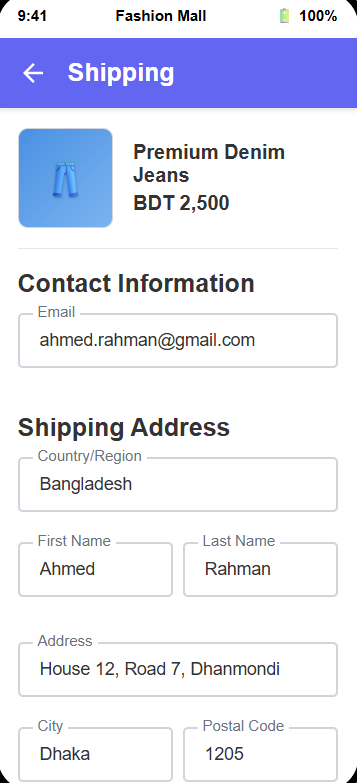 9:41 Fashion Mall 100%
Shipping
Premium Denim
Jeans
BDT 2,500
Contact Information
Email
ahmed.rahman@gmail.com
Shipping Address
Country/Region
Bangladesh
First Name Last Name
Ahmed Rahman
Address
House 12, Road 7, Dhanmondi
City Postal Code
Dhaka 1205